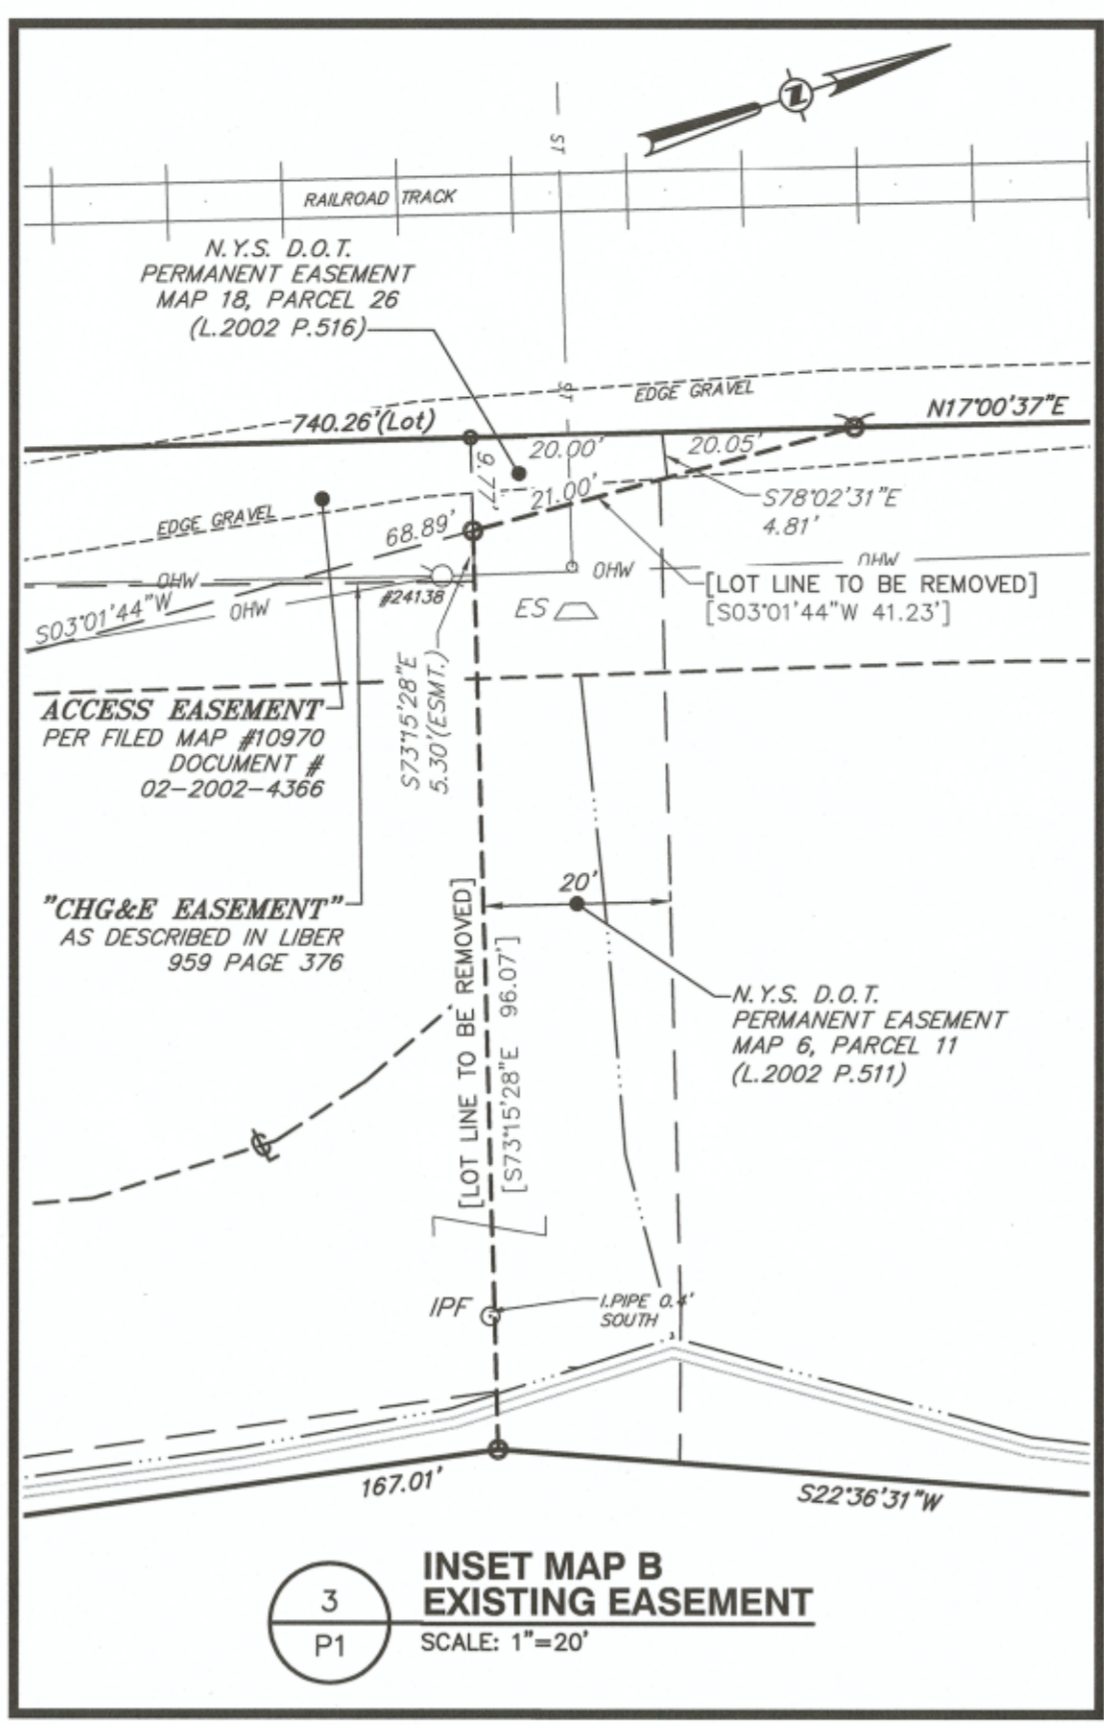 ST
RAILROAD TRACK
N.Y.S. D.O.T.
PERMANENT EASEMENT
MAP 18, PARCEL 26
(L.2002 P.516)
ST
EDGE GRAVEL
740.26'(Lot)
N17°00'37"E
20.00'
20.05'
9.77'
21.00'
S78°02'31"E
4.81'
EDGE GRAVEL
68.89'
OHW
OHW
OHW
OHW
#24138
[LOT LINE TO BE REMOVED]
[S03°01'44"W 41.23']
S03°01'44"W
ES
S73°15'28"E
5.30'(ESMT.)
ACCESS EASEMENT
PER FILED MAP #10970
DOCUMENT #
02-2002-4366
"CHG&E EASEMENT"
AS DESCRIBED IN LIBER
959 PAGE 376
20'
[LOT LINE TO BE REMOVED]
[S73°15'28"E 96.07']
N.Y.S. D.O.T.
PERMANENT EASEMENT
MAP 6, PARCEL 11
(L.2002 P.511)
℄
IPF
I.PIPE 0.4'
SOUTH
167.01'
S22°36'31"W
3
P1
INSET MAP B
EXISTING EASEMENT
SCALE: 1"=20'